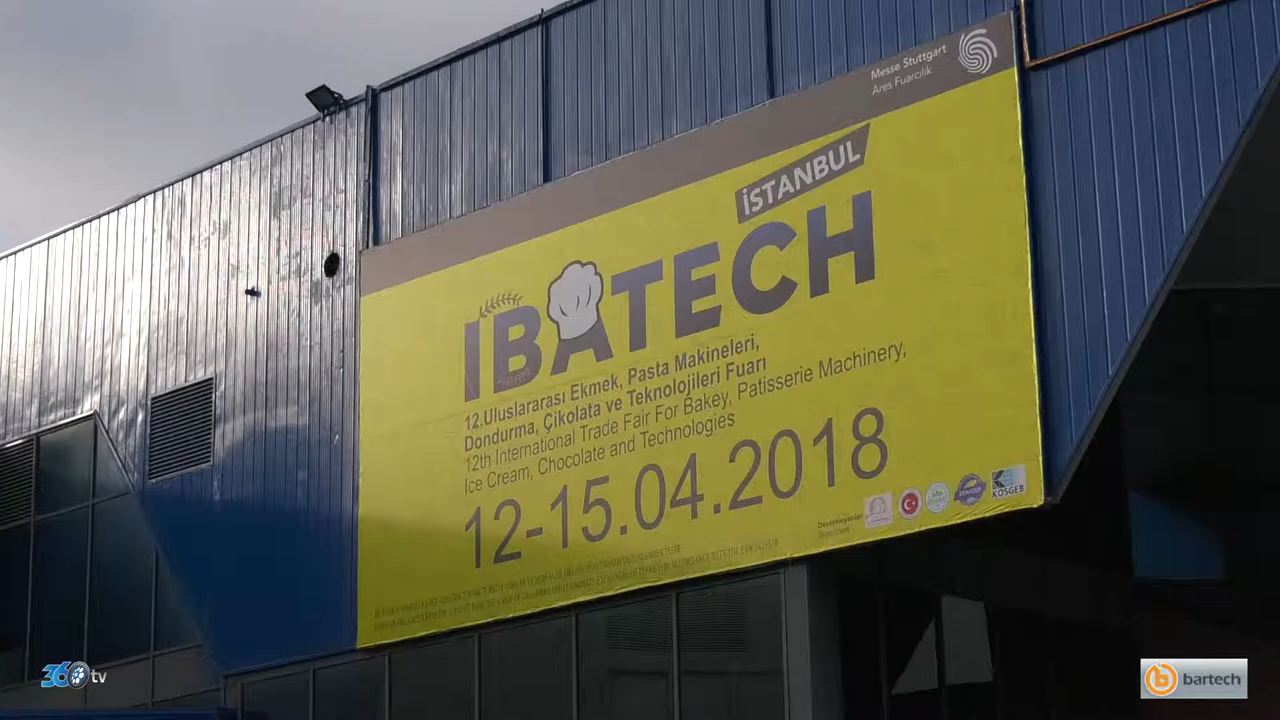 Messe Stuttgart
Ares Fuarcılık
İSTANBUL
IBATECH
12.Uluslararası Ekmek, Pasta Makineleri,
Dondurma, Çikolata ve Teknolojileri Fuarı
12th International Trade Fair For Bakey, Patisserie Machinery,
Ice Cream, Chocolate and Technologies
12-15.04.2018
Destekleyenler
KOSGEB
360tv
bartech